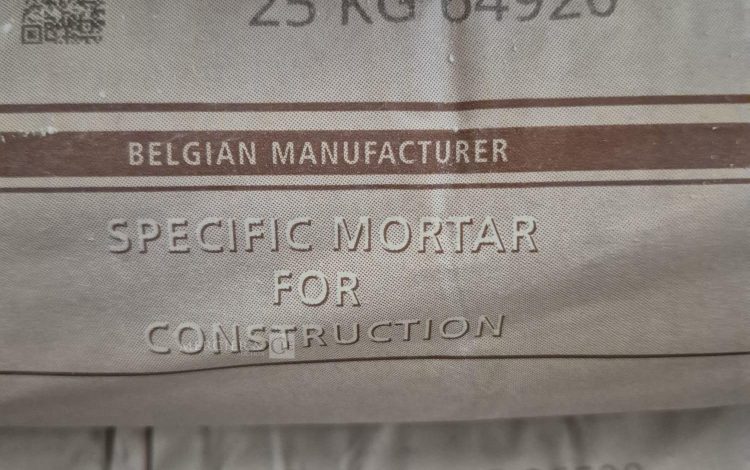 25 KG 64920
BELGIAN MANUFACTURER
SPECIFIC MORTAR
FOR
CONSTRUCTION